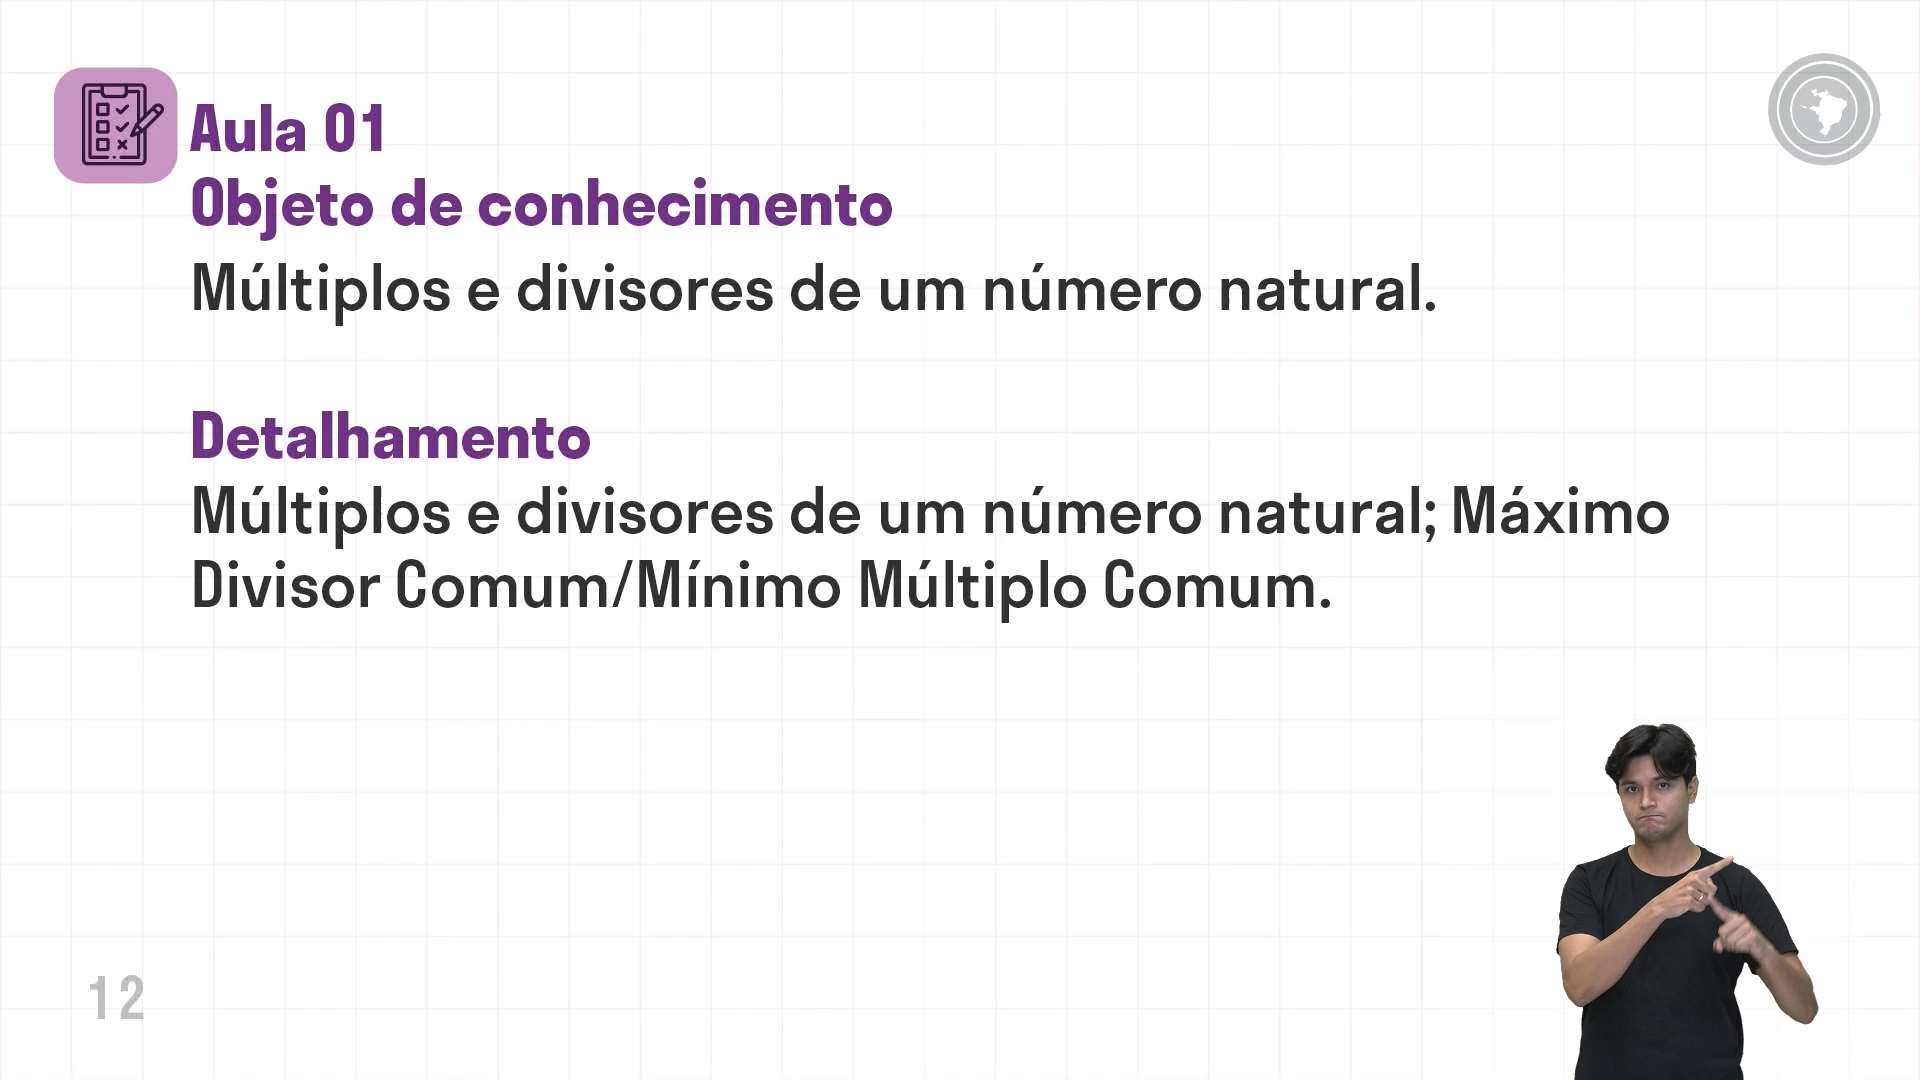 Aula 01
Objeto de conhecimento
Múltiplos e divisores de um número natural.
Detalhamento
Múltiplos e divisores de um número natural; Máximo
Divisor Comum/Mínimo Múltiplo Comum.
12